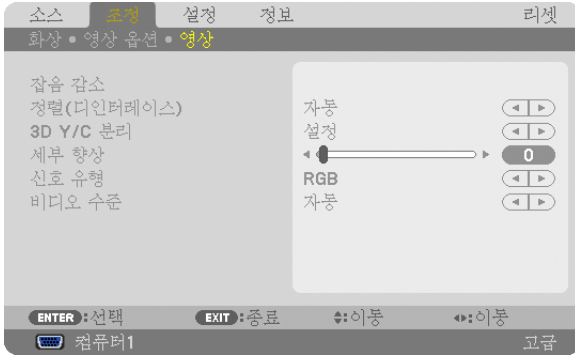 소스 조정 설정 정보 리셋
화상 • 영상 옵션 • 영상
잡음 감소
정렬(디인터레이스) 자동
3D Y/C 분리 설정
세부 향상 0
신호 유형 RGB
비디오 수준 자동
ENTER:선택 EXIT:종료 :이동 :이동
컴퓨터1 고급